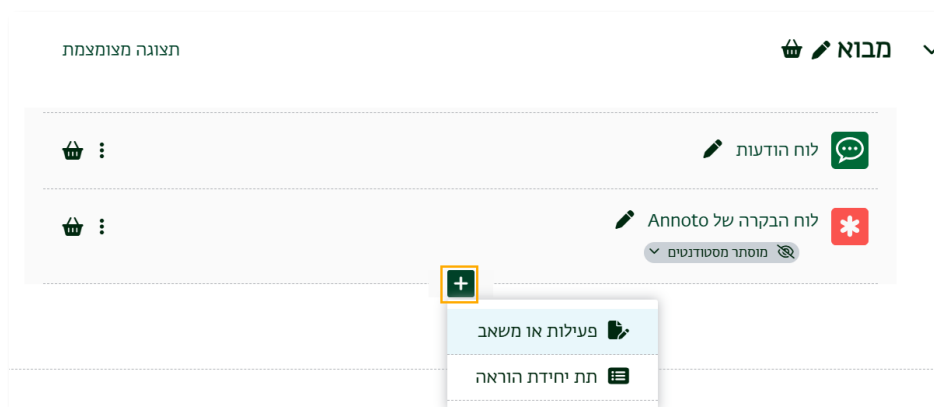 מבוא
תצוגה מצומצמת
לוח הודעות
לוח הבקרה של Annoto
מוסתר מסטודנטים
פעילות או משאב
תת יחידת הוראה